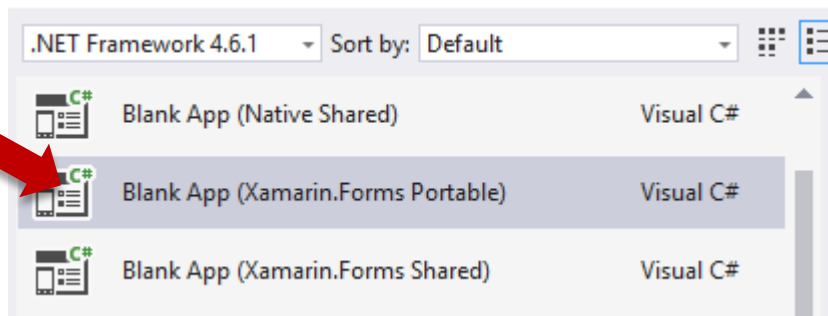 .NET Framework 4.6.1 Sort by: Default
C# Blank App (Native Shared) Visual C#
C# Blank App (Xamarin.Forms Portable) Visual C#
C# Blank App (Xamarin.Forms Shared) Visual C#